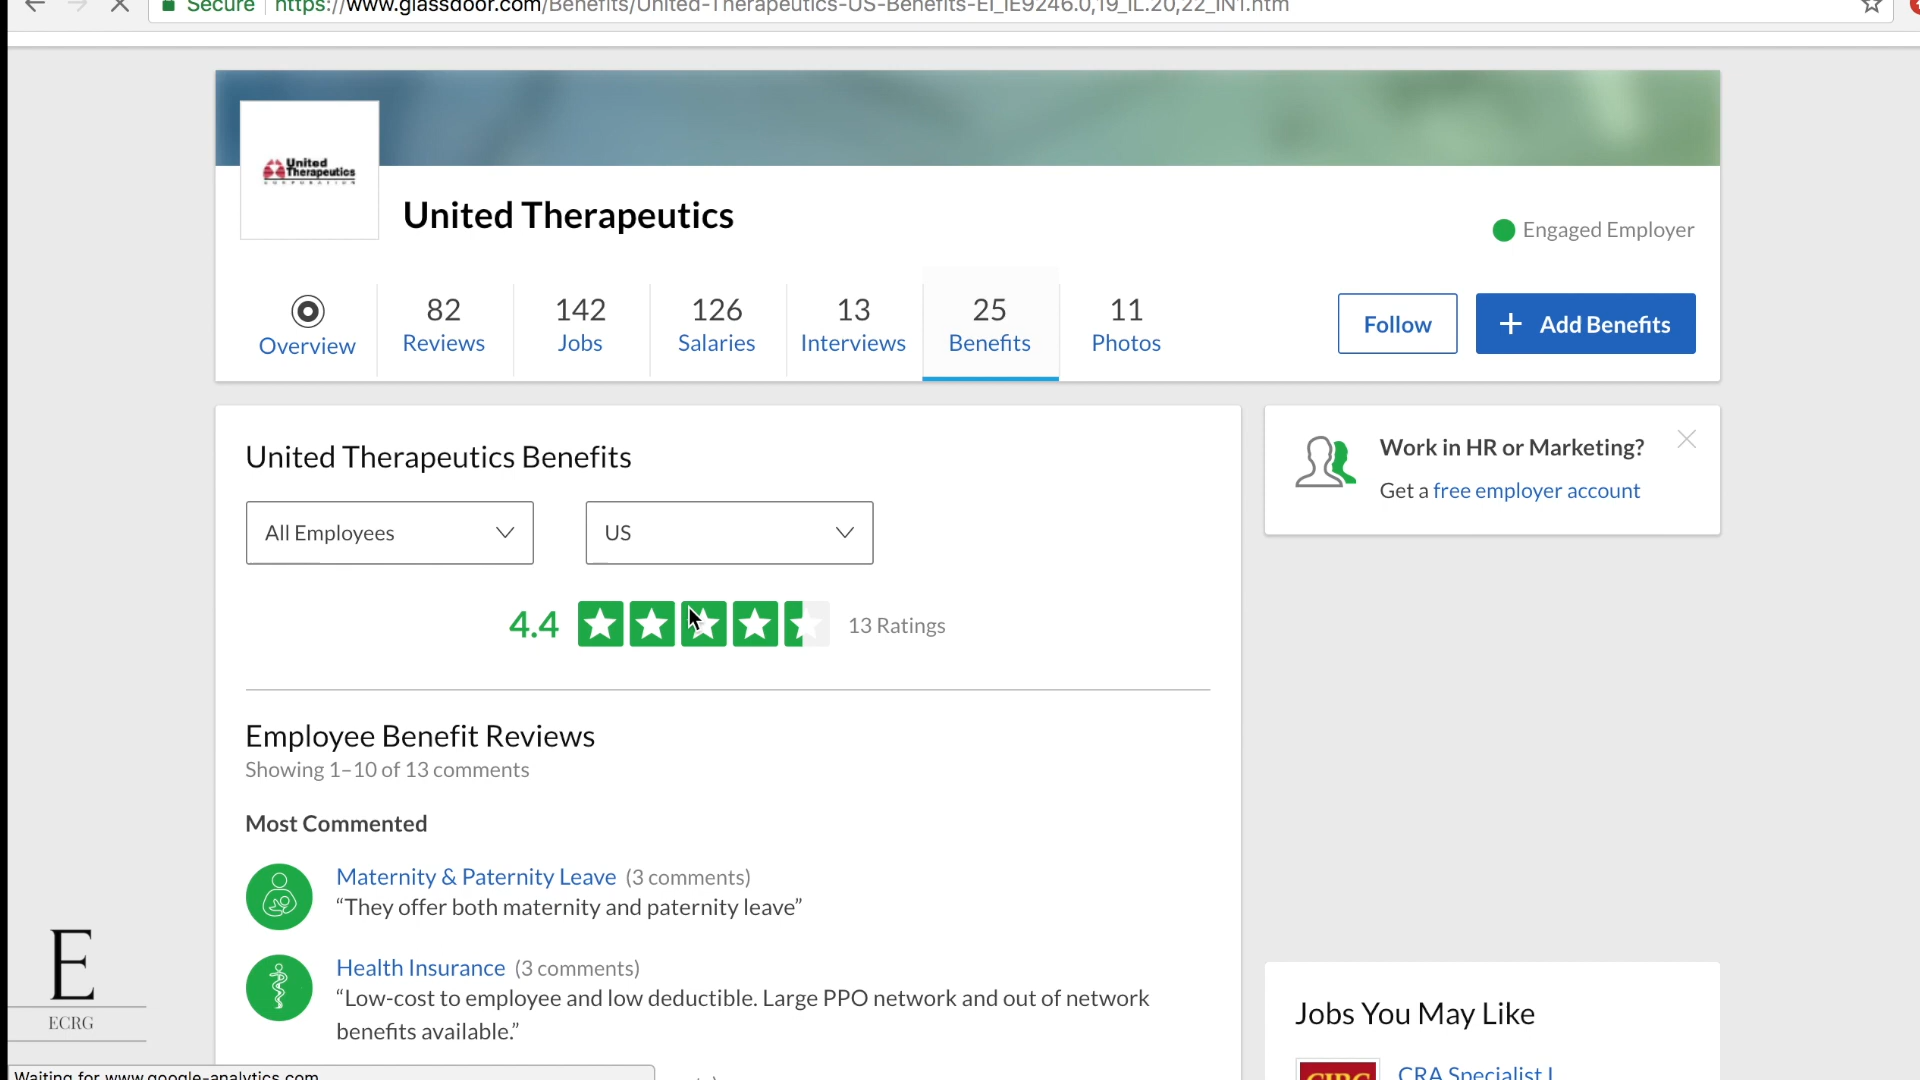 Secure https://www.glassdoor.com/Benefits/United-Therapeutics-US-Benefits-EI_IE9246.0,19_IL.20,22_IN1.htm
United
Therapeutics
CORPORATION
United Therapeutics
Engaged Employer
Overview
82
Reviews
142
Jobs
126
Salaries
13
Interviews
25
Benefits
11
Photos
Follow
+ Add Benefits
United Therapeutics Benefits
All Employees
US
4.4
13 Ratings
Work in HR or Marketing?
Get a free employer account
Employee Benefit Reviews
Showing 1–10 of 13 comments
Most Commented
Maternity & Paternity Leave (3 comments)
“They offer both maternity and paternity leave”
Health Insurance (3 comments)
“Low-cost to employee and low deductible. Large PPO network and out of network
benefits available.”
Jobs You May Like
CRA Specialist I
E
ECRG
Waiting for www.google-analytics.com